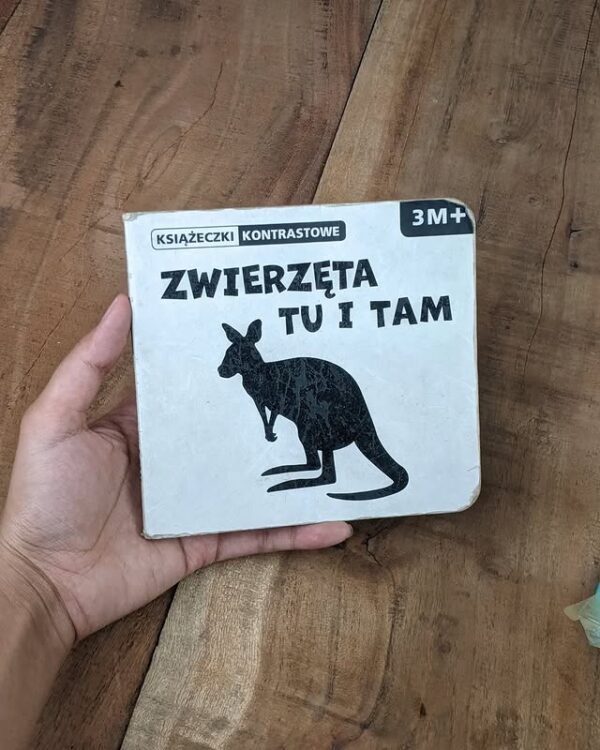 KSIĄŻECZKI KONTRASTOWE
3M+
ZWIERZĘTA
TU I TAM